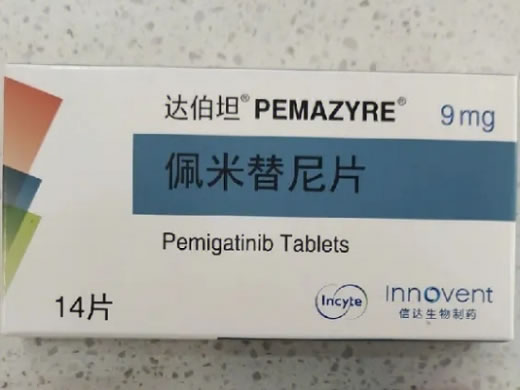 达伯坦® PEMAZYRE® 9mg
佩米替尼片
Pemigatinib Tablets
14片
Incyte
Innovent
信达生物制药